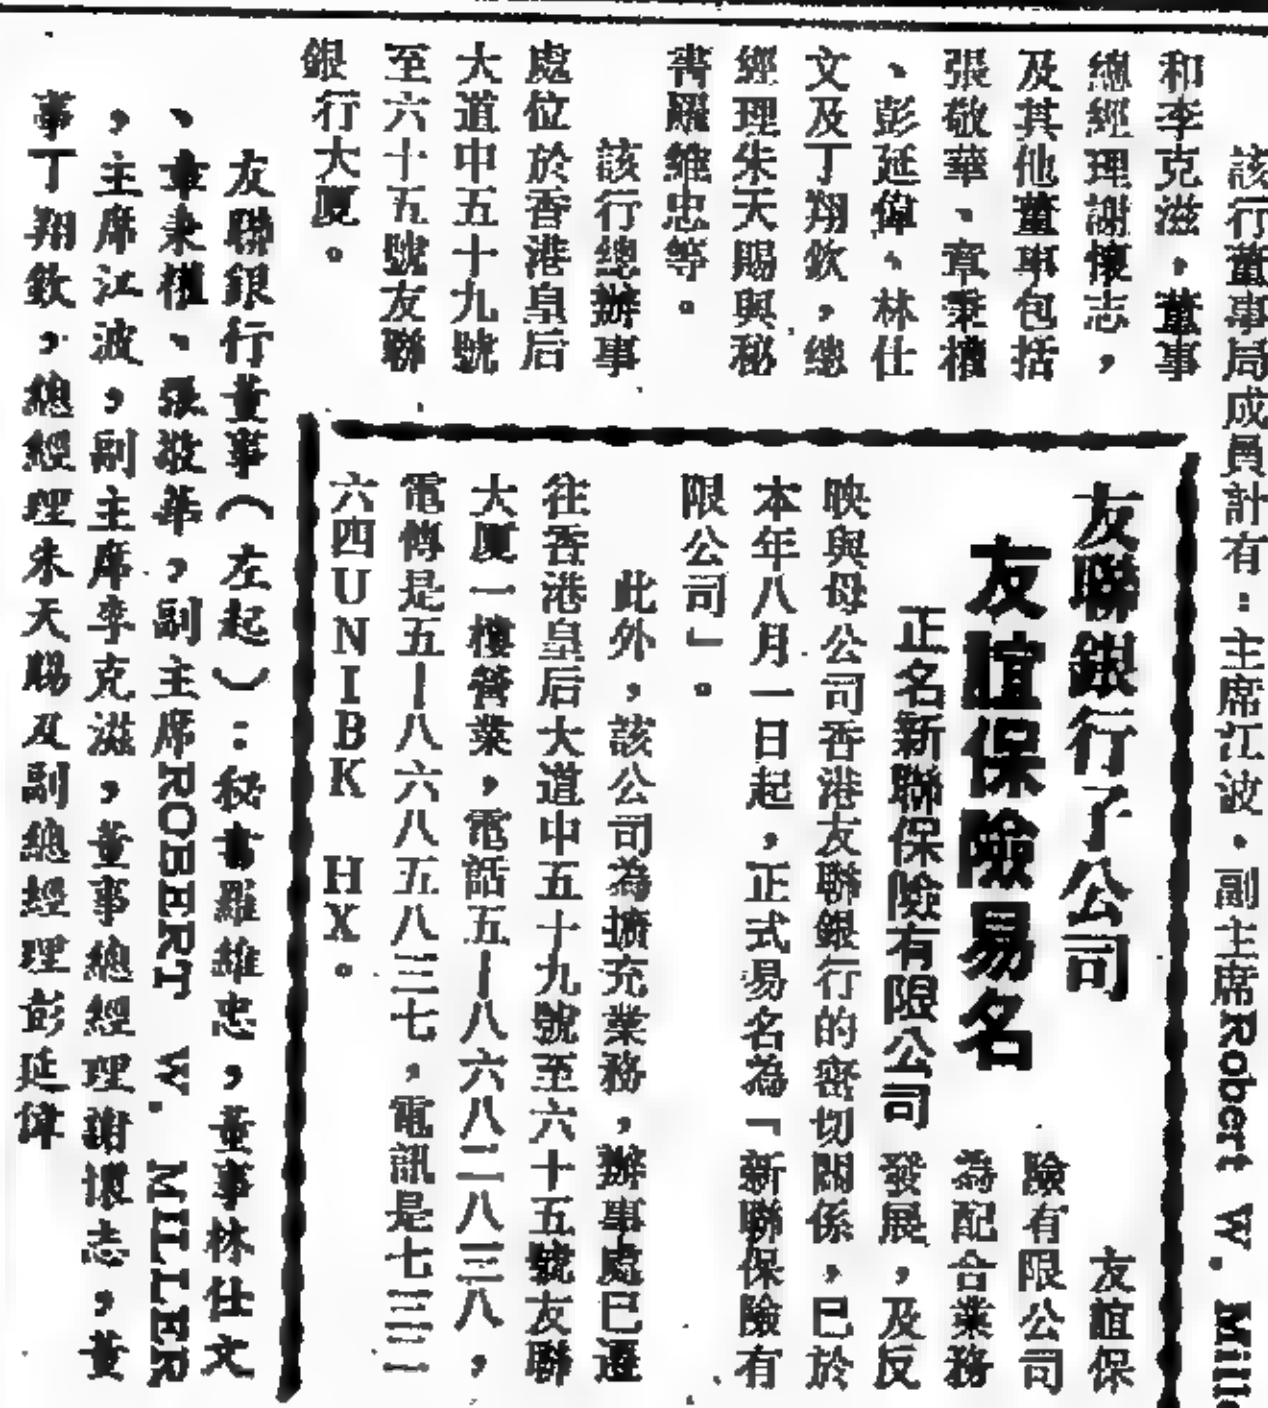 該行董事局成員計有：主席江波，副主席Robert W. Mill
和李克滋，董事
總經理謝懷志，
及其他董事包括
張敬華、章秉權
、彭延偉、林仕
文及丁翔欽，總
經理朱天賜與秘
書羅維忠等。
該行總辦事
處位於香港皇后
大道中五十九號
至六十五號友聯
銀行大厦。
友聯銀行子公司
友誼保險易名
正名新聯保險有限公司
友誼保
險有限公司
為配合業務
發展，及反
映與母公司香港友聯銀行的密切關係，已於
本年八月一日起，正式易名為「新聯保險有
限公司」。
此外，該公司為擴充業務，辦事處已遷
往香港皇后大道中五十九號至六十五號友聯
大厦一樓營業，電話五—八六八二八三八，
電傳是五—八六八五八三七，電訊是七三三
六四UNIBK HX。
友聯銀行董事（左起）：秘書羅維忠，董事林仕文
、章秉權、張敬華，副主席ROBERT W. MILLER
，主席江波，副主席李克滋，董事總經理謝懷志，董
事丁翔欽，總經理朱天賜及副總經理彭延偉